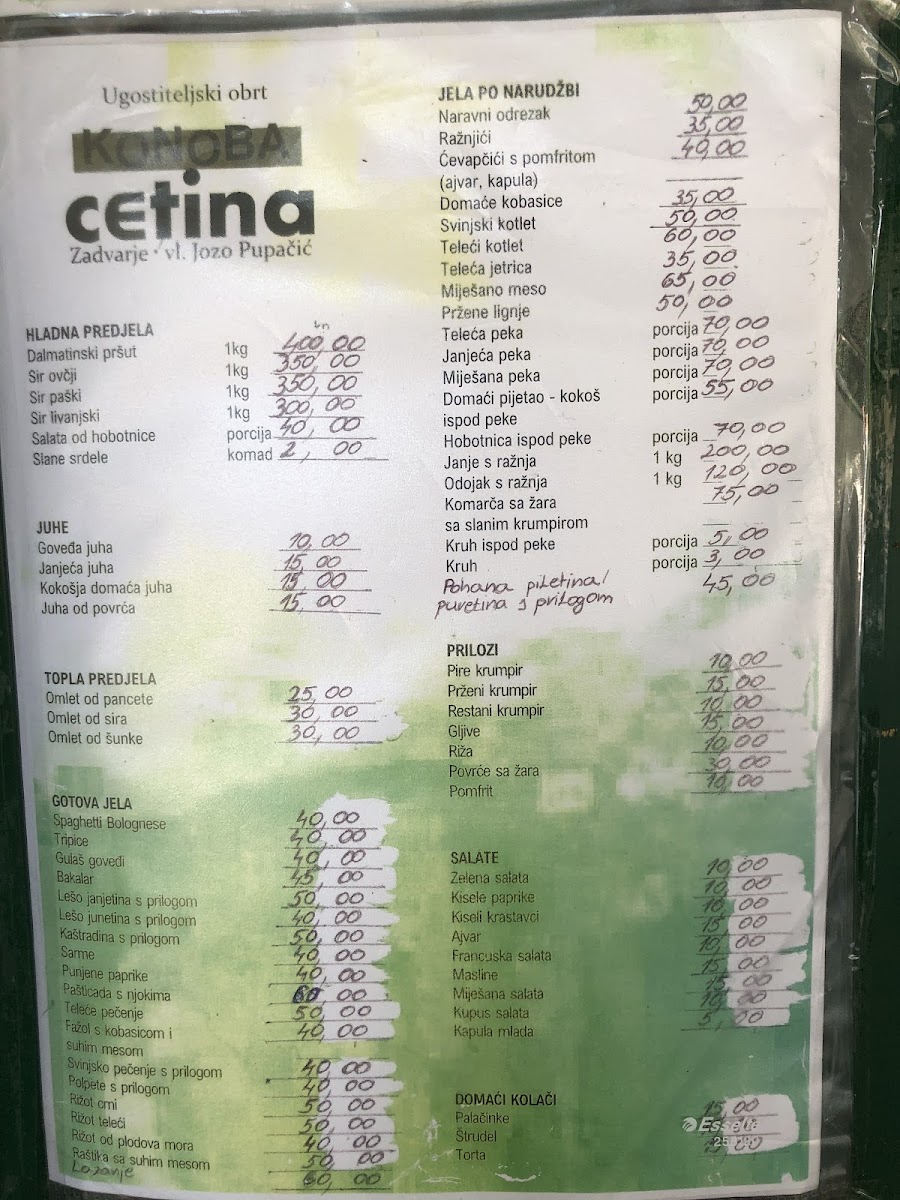 Ugostiteljski obrt
KONOBA
cetina
Zadvarje · vl. Jozo Pupačić
HLADNA PREDJELA
kn
Dalmatinski pršut 1kg 400,00
Sir ovčji 1kg 350,00
Sir paški 1kg 350,00
Sir livanjski 1kg 300,00
Salata od hobotnice porcija 40,00
Slane srdele komad 2,00
JUHE
Goveđa juha 10,00
Janjeća juha 15,00
Kokošja domaća juha 15,00
Juha od povrća 15,00
TOPLA PREDJELA
Omlet od pancete 25,00
Omlet od sira 30,00
Omlet od šunke 30,00
GOTOVA JELA
Spaghetti Bolognese 40,00
Tripice 40,00
Gulaš govedi 40,00
Bakalar 45,00
Lešo janjetina s prilogom 50,00
Lešo junetina s prilogom 40,00
Kaštradina s prilogom 50,00
Sarme 40,00
Punjene paprike 40,00
Pašticada s njokima 60,00
Teleće pečenje 50,00
Fažol s kobasicom i 40,00
suhim mesom
Svinjsko pečenje s prilogom 40,00
Polpete s prilogom 40,00
Rižot crni 50,00
Rižot teleći 50,00
Rižot od plodova mora 40,00
Raštika sa suhim mesom 50,00
Lazanje 60,00
JELA PO NARUDŽBI
Naravni odrezak 50,00
Ražnjići 35,00
Ćevapčići s pomfritom 40,00
(ajvar, kapula)
Domaće kobasice 35,00
Svinjski kotlet 50,00
Teleći kotlet 60,00
Teleća jetrica 35,00
Miješano meso 65,00
Pržene lignje 50,00
Teleća peka porcija 70,00
Janjeća peka porcija 70,00
Miješana peka porcija 70,00
Domaći pijetao - kokoš porcija 55,00
ispod peke
Hobotnica ispod peke porcija 70,00
Janje s ražnja 1 kg 200,00
Odojak s ražnja 1 kg 120,00
Komarča sa žara 75,00
sa slanim krumpirom
Kruh ispod peke porcija 5,00
Kruh porcija 3,00
Pohana piletina/ 45,00
puretina s prilogom
PRILOZI
Pire krumpir 10,00
Prženi krumpir 15,00
Restani krumpir 10,00
Gljive 15,00
Riža 10,00
Povrće sa žara 30,00
Pomfrit 10,00
SALATE
Zelena salata 10,00
Kisele paprike 10,00
Kiseli krastavci 10,00
Ajvar 15,00
Francuska salata 10,00
Masline 15,00
Miješana salata 15,00
Kupus salata 10,00
Kapula mlada 5,00
DOMAĆI KOLAČI
Palačinke 15,00
Štrudel
Torta 15,00
Esselte